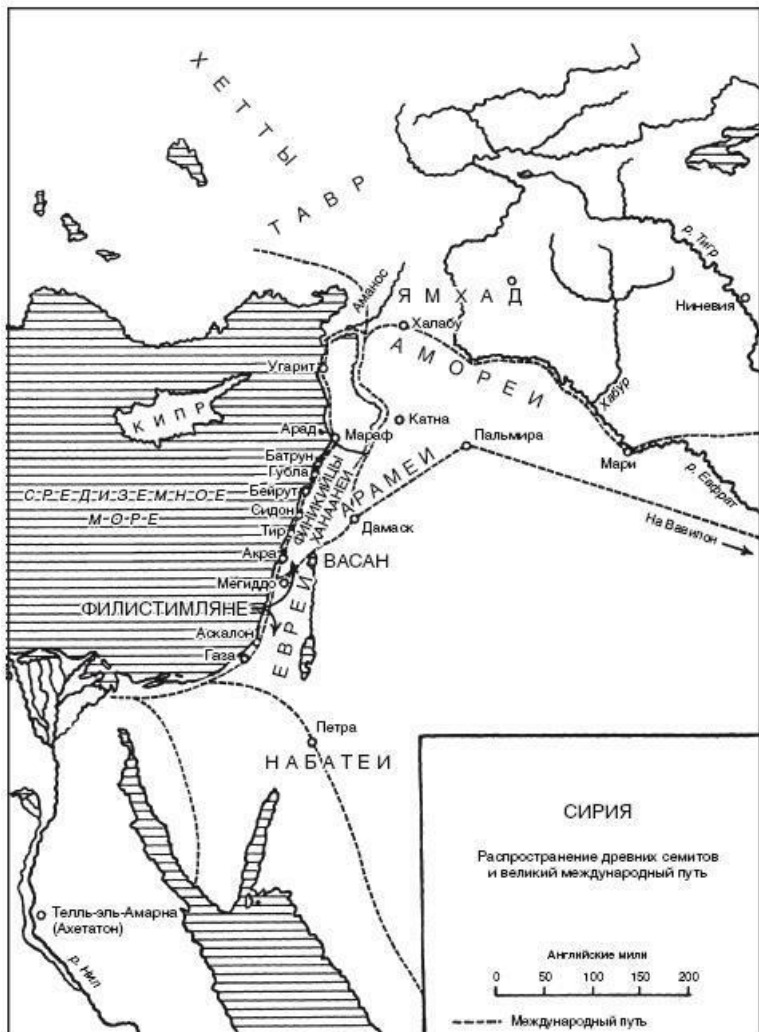 ХЕТТЫ
ТАВР
р. Тигр
Аманос
ЯМХАД
Ниневия
Халабу
АМОРЕИ
Угарит
Хабур
КИПР
Катна
Арад
Мараф
Пальмира
Мари
Батрун
Губла
р. Евфрат
Бейрут
СРЕДИЗЕМНОЕ
МОРЕ
ФИНИКИЙЦЫ
ХАНААНЕИ
АРАМЕИ
Сидон
Тир
Дамаск
На Вавилон
Акра
ВАСАН
Мегиддо
ФИЛИСТИМЛЯНЕ
ЕВРЕИ
Аскалон
Газа
Петра
НАБАТЕИ
СИРИЯ
Распространение древних семитов
и великий международный путь
Телль-эль-Амарна
(Ахетатон)
р. Нил
Английские мили
0 50 100 150 200
Международный путь